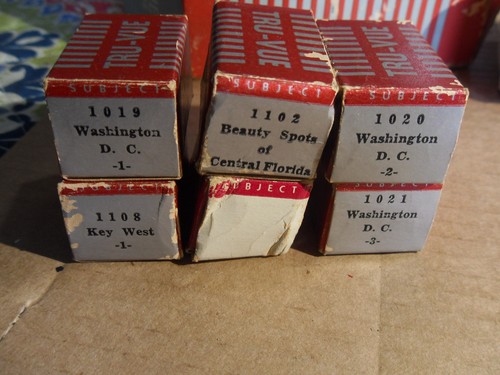 TRU-VUE
SUBJECT
1019
Washington
D. C.
-1-
TRU-VUE
SUBJECT
1102
Beauty Spots
of
Central Florida
TRU-VUE
SUBJECT
1020
Washington
D. C.
-2-
SUBJECT
1108
Key West
-1-
SUBJECT
SUBJECT
1021
Washington
D. C.
-3-